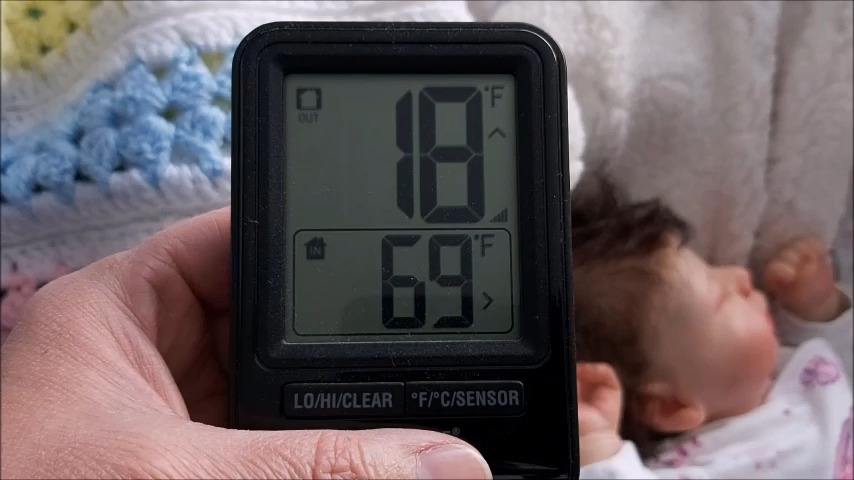 18 °F
OUT
69 °F
IN
LO/HI/CLEAR °F/°C/SENSOR